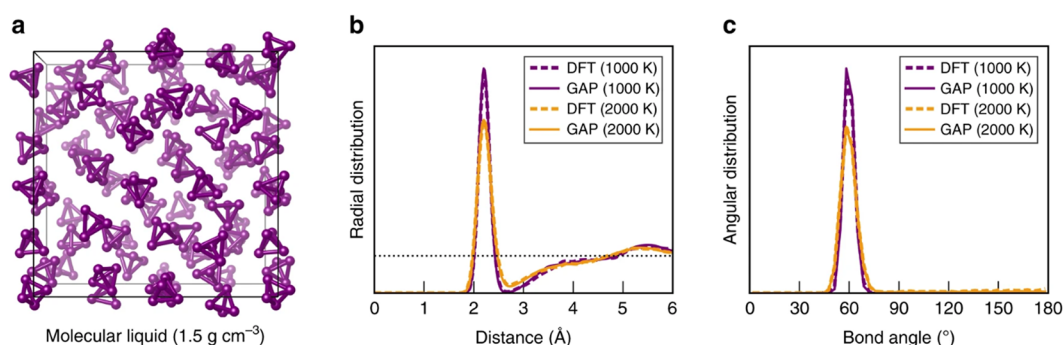 a
Molecular liquid (1.5 g cm⁻³)
b
Radial distribution
DFT (1000 K)
GAP (1000 K)
DFT (2000 K)
GAP (2000 K)
0 1 2 3 4 5 6
Distance (Å)
c
Angular distribution
DFT (1000 K)
GAP (1000 K)
DFT (2000 K)
GAP (2000 K)
0 30 60 90 120 150 180
Bond angle (°)